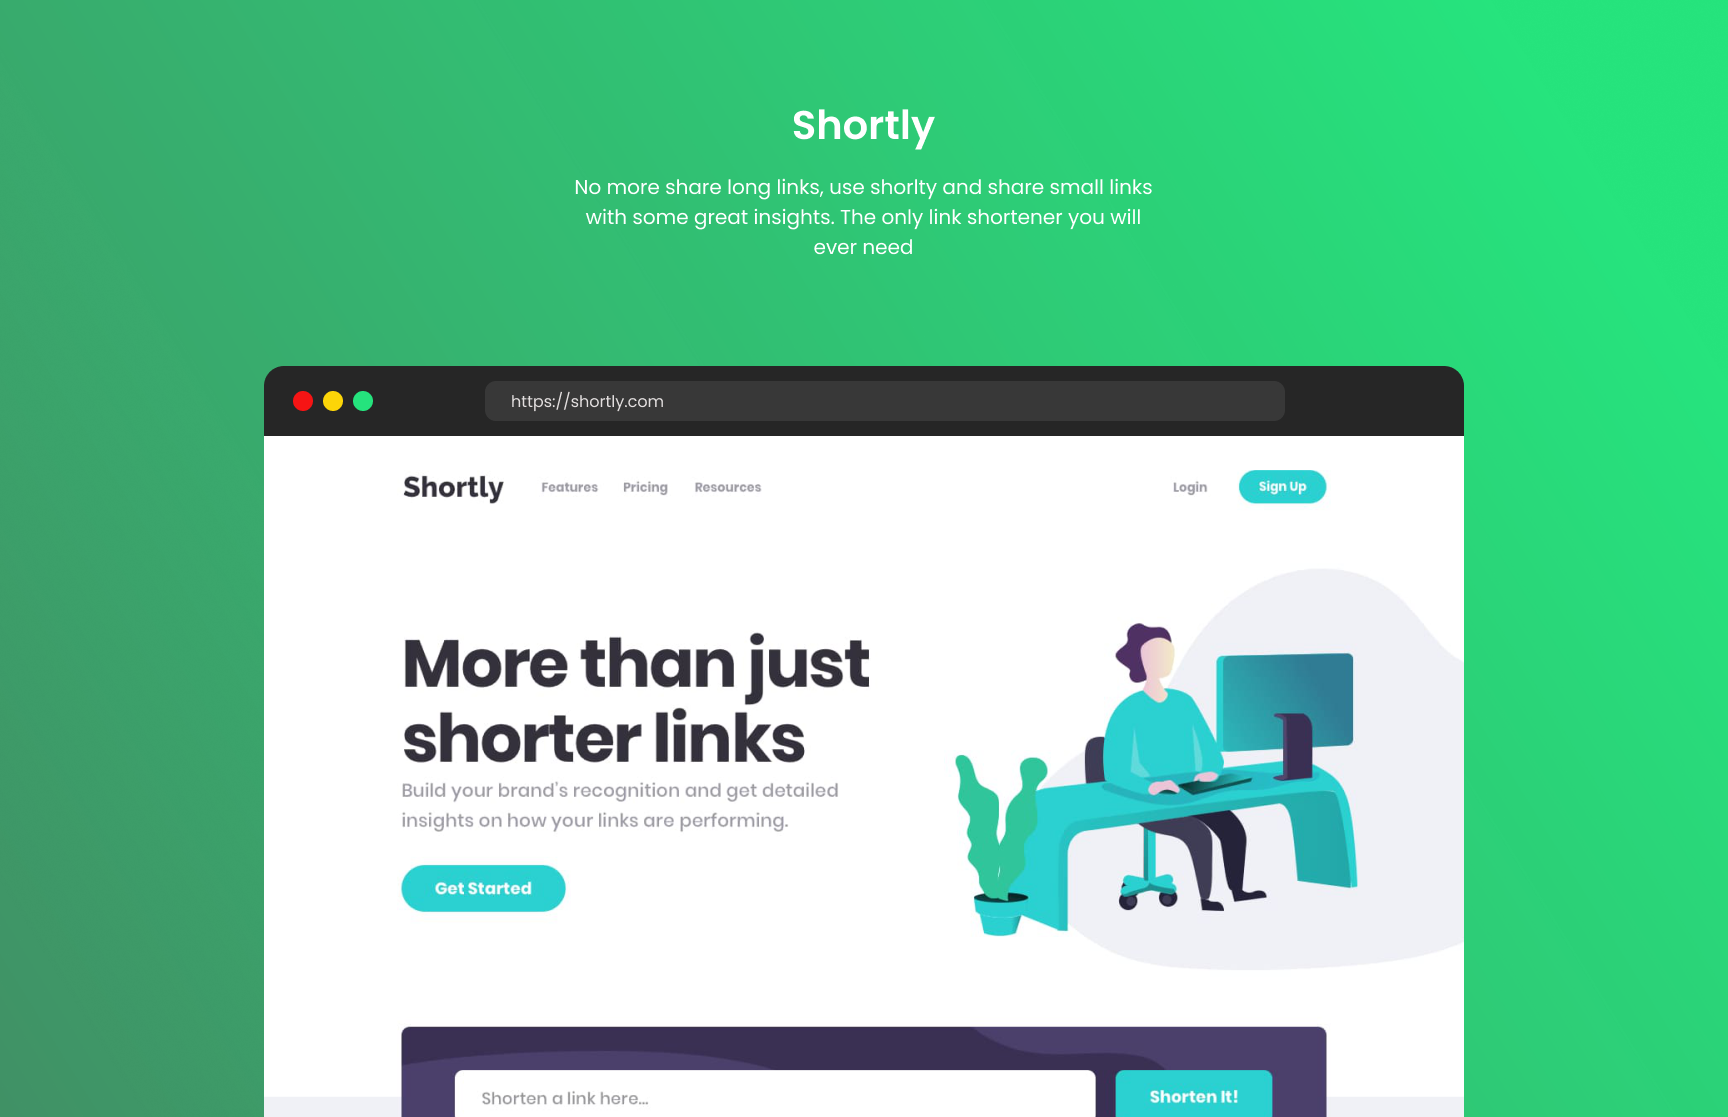 Shortly
No more share long links, use shorlty and share small links
with some great insights. The only link shortener you will
ever need
https://shortly.com
Shortly
Features
Pricing
Resources
Login
Sign Up
More than just
shorter links
Build your brand's recognition and get detailed
insights on how your links are performing.
Get Started
Shorten a link here...
Shorten It!